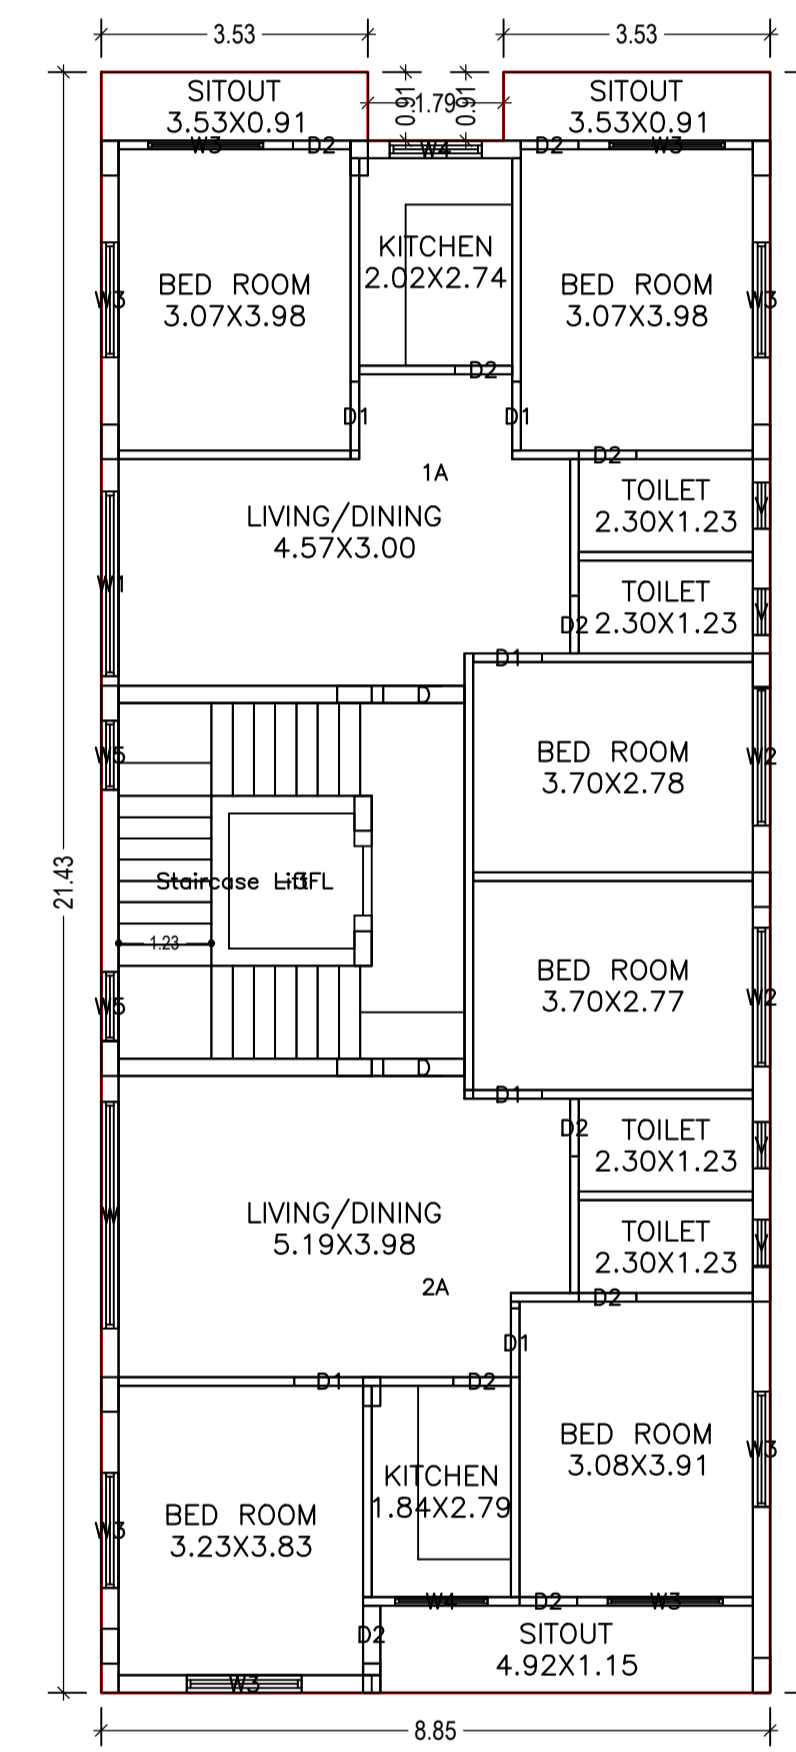 3.53
3.53
SITOUT
3.53X0.91
0.91
1.79
0.91
SITOUT
3.53X0.91
W3
D2
W4
D2
W3
KITCHEN
2.02X2.74
BED ROOM
3.07X3.98
BED ROOM
3.07X3.98
W3
W3
D2
D1
D1
D2
1A
TOILET
2.30X1.23
LIVING/DINING
4.57X3.00
V
W1
TOILET
2.30X1.23
V
D2
D1
D
W5
BED ROOM
3.70X2.78
W2
21.43
Staircase Lift
FL
1.23
BED ROOM
3.70X2.77
W5
W2
D
D1
D2
TOILET
2.30X1.23
V
W
LIVING/DINING
5.19X3.98
TOILET
2.30X1.23
V
2A
D2
D1
D1
D2
BED ROOM
3.08X3.91
W3
KITCHEN
1.84X2.79
BED ROOM
3.23X3.83
W3
W4
D2
W3
D2
SITOUT
4.92X1.15
W3
8.85